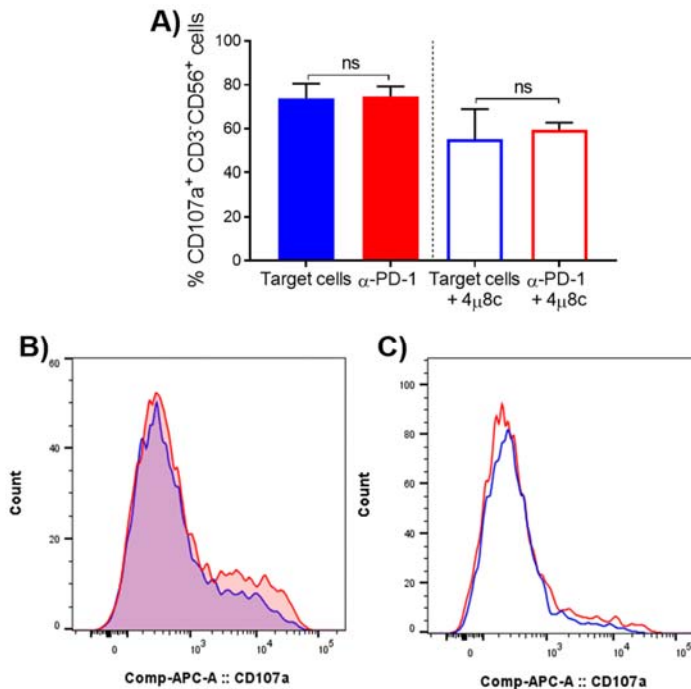 A)
% CD107a+ CD3-CD56+ cells
100
80
60
40
20
0
ns
ns
Target cells
α-PD-1
Target cells
+ 4μ8c
α-PD-1
+ 4μ8c
B)
Count
60
40
20
0
0
10³
10⁴
10⁵
Comp-APC-A :: CD107a
C)
Count
100
80
60
40
20
0
0
10³
10⁴
10⁵
Comp-APC-A :: CD107a